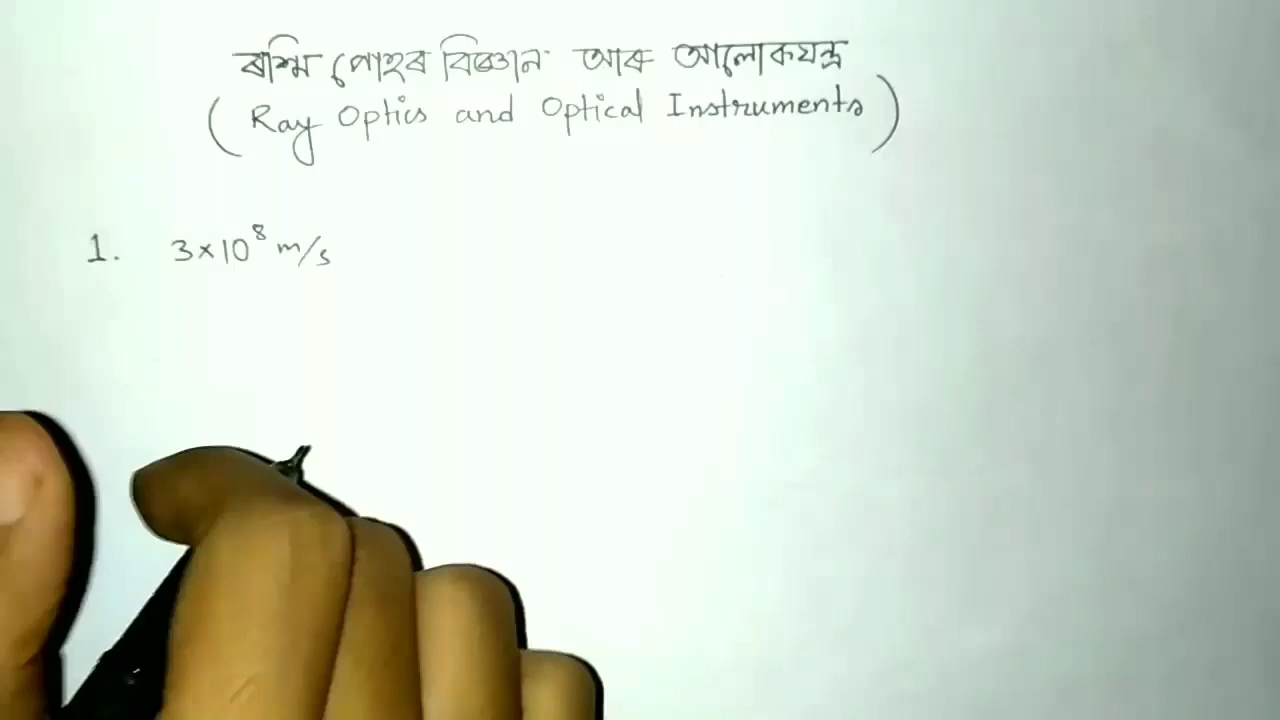 ৰশ্মি পোহৰ বিজ্ঞান আৰু আলোকযন্ত্ৰ
(Ray Optics and Optical Instruments)
1. 3×10⁸ m/s